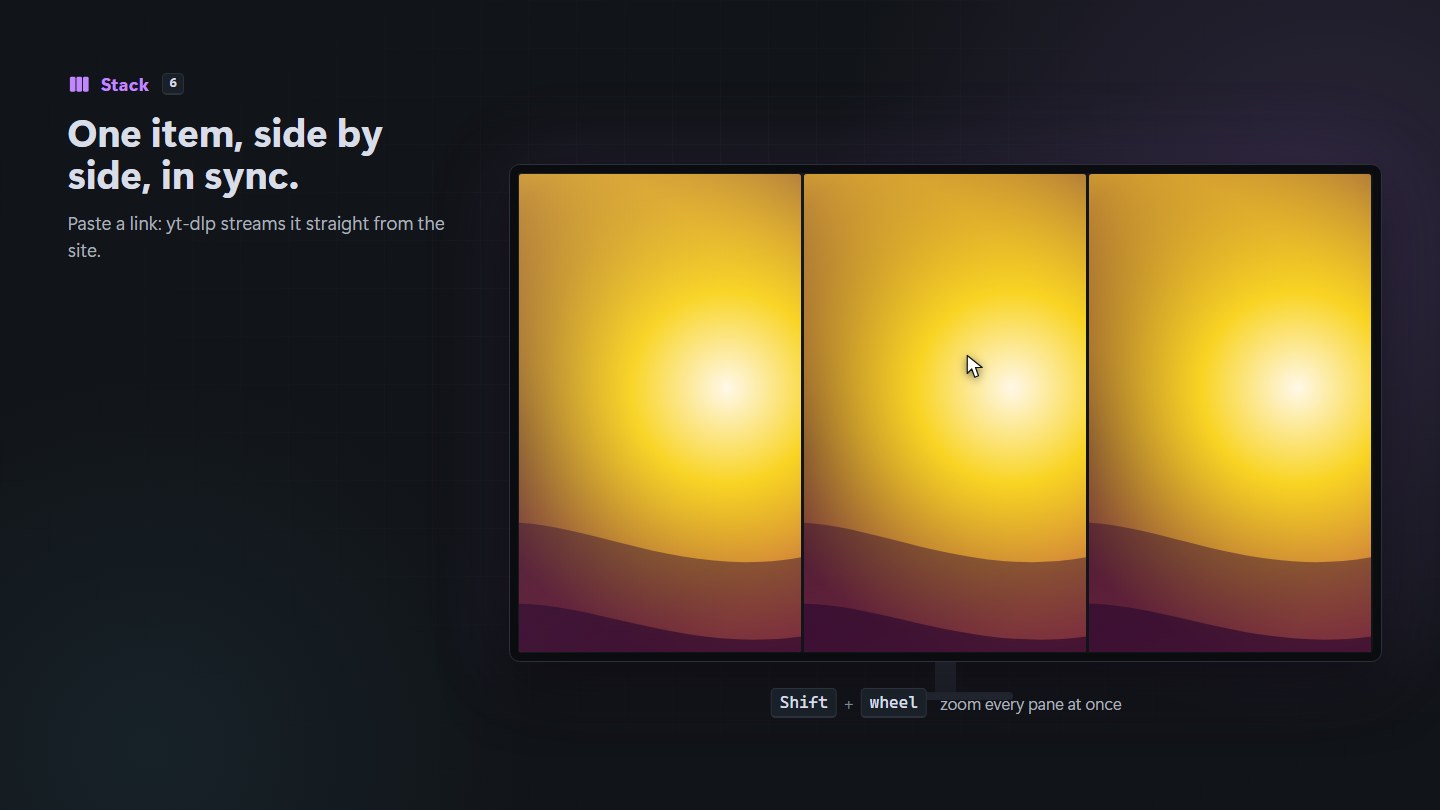 Stack 6
One item, side by
side, in sync.
Paste a link: yt-dlp streams it straight from the
site.
Shift + wheel zoom every pane at once